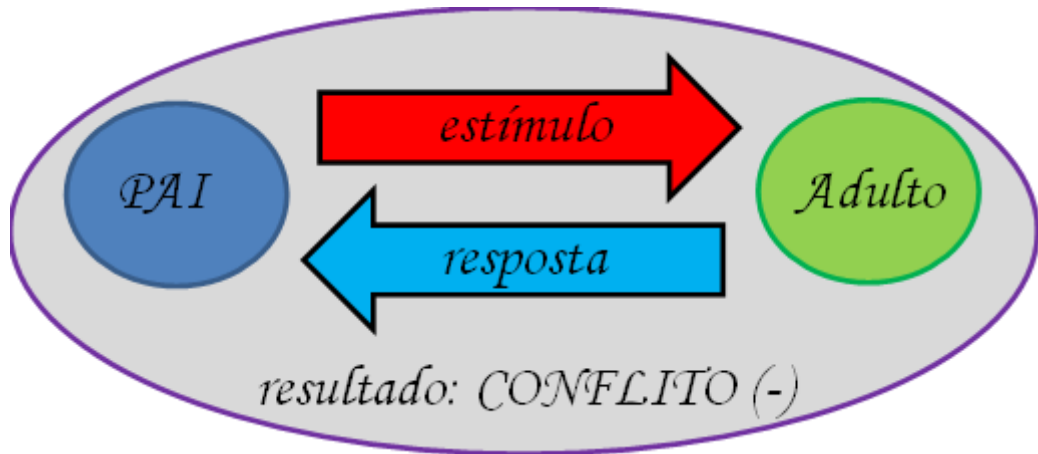 estímulo
PAI
Adulto
resposta
resultado: CONFLITO (-)